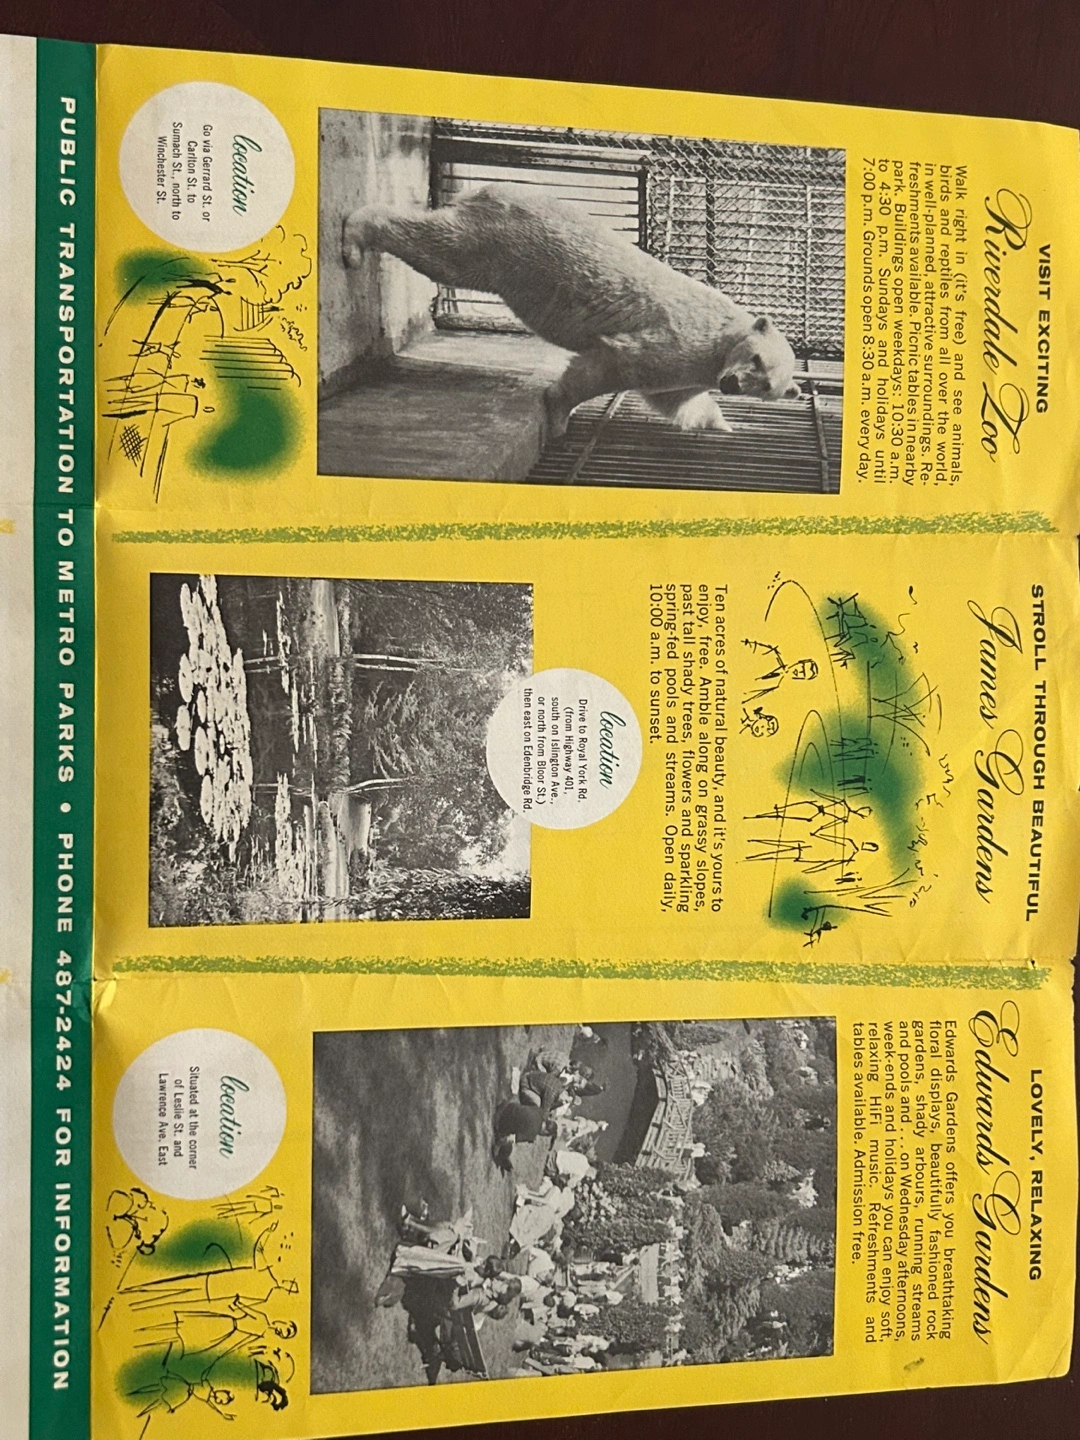 VISIT EXCITING
Riverdale Zoo
Walk right in (it's free) and see animals,
birds and reptiles from all over the world,
in well-planned, attractive surroundings. Re-
freshments available. Picnic tables in nearby
park. Buildings open weekdays: 10:30 a.m.
to 4:30 p.m. Sundays and holidays until
7:00 p.m. Grounds open 8:30 a.m. every day.
location
Go via Gerrard St. or
Carlton St. to
Sumach St., north to
Winchester St.
STROLL THROUGH BEAUTIFUL
James Gardens
Ten acres of natural beauty, and it's yours to
enjoy, free. Amble along on grassy slopes,
past tall shady trees, flowers and sparkling
spring-fed pools and streams. Open daily,
10:00 a.m. to sunset.
location
Drive to Royal York Rd.
(from Highway 401,
south on Islington Ave.,
or north from Bloor St.)
then east on Edenbridge Rd.
LOVELY, RELAXING
Edwards Gardens
Edwards Gardens offers you breathtaking
floral displays, beautifully fashioned rock
gardens, shady arbours, running streams
and pools and . . . on Wednesday afternoons,
week-ends and holidays you can enjoy soft,
relaxing HiFi music. Refreshments and
tables available. Admission free.
location
Situated at the corner
of Leslie St. and
Lawrence Ave. East
PUBLIC TRANSPORTATION TO METRO PARKS • PHONE 487-2424 FOR INFORMATION